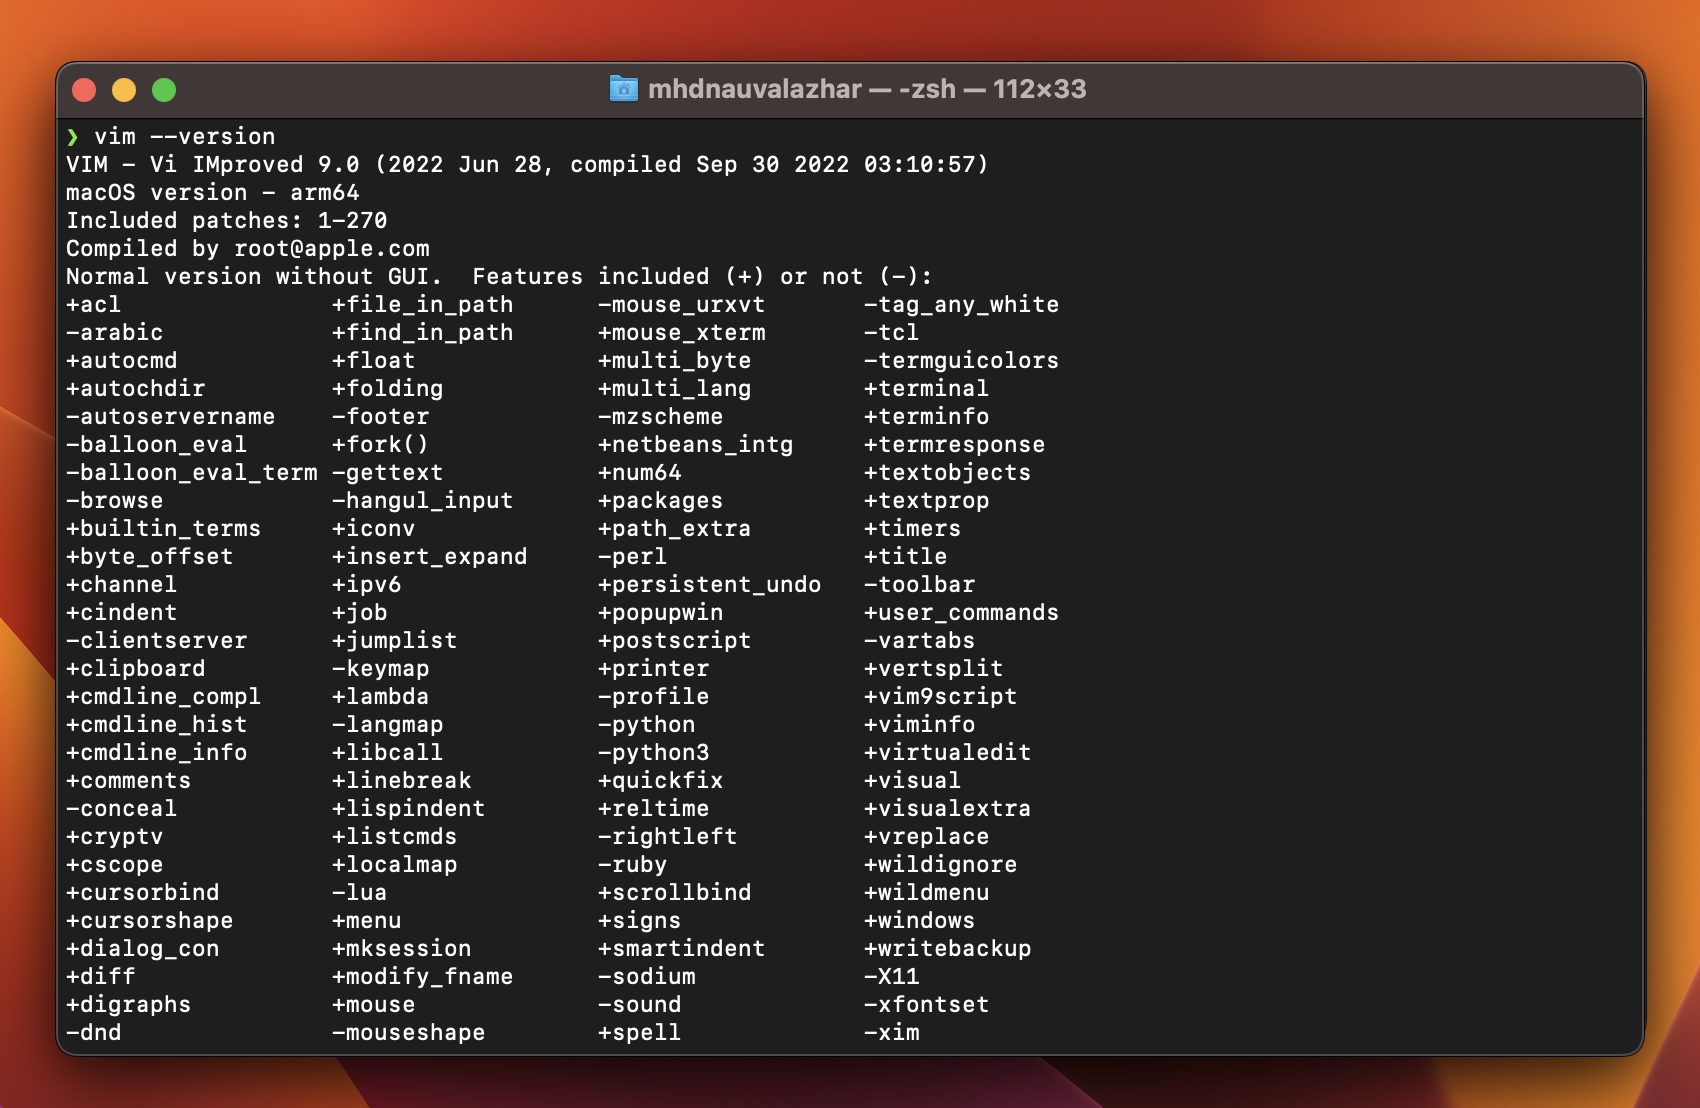 mhdnauvalazhar — -zsh — 112×33
❯ vim --version
VIM - Vi IMproved 9.0 (2022 Jun 28, compiled Sep 30 2022 03:10:57)
macOS version - arm64
Included patches: 1-270
Compiled by root@apple.com
Normal version without GUI.  Features included (+) or not (-):
+acl               +file_in_path      -mouse_urxvt       -tag_any_white
-arabic            +find_in_path      +mouse_xterm       -tcl
+autocmd           +float             +multi_byte        -termguicolors
+autochdir         +folding           +multi_lang        +terminal
-autoservername    -footer            -mzscheme          +terminfo
-balloon_eval      +fork()            +netbeans_intg     +termresponse
-balloon_eval_term -gettext           +num64             +textobjects
-browse            -hangul_input      +packages          +textprop
+builtin_terms     +iconv             +path_extra        +timers
+byte_offset       +insert_expand     -perl              +title
+channel           +ipv6              +persistent_undo   -toolbar
+cindent           +job               +popupwin          +user_commands
-clientserver      +jumplist          +postscript        -vartabs
+clipboard         -keymap            +printer           +vertsplit
+cmdline_compl     +lambda            -profile           +vim9script
+cmdline_hist      -langmap           -python            +viminfo
+cmdline_info      +libcall           -python3           +virtualedit
+comments          +linebreak         +quickfix          +visual
-conceal           +lispindent        +reltime           +visualextra
+cryptv            +listcmds          -rightleft         +vreplace
+cscope            +localmap          -ruby              +wildignore
+cursorbind        -lua               +scrollbind        +wildmenu
+cursorshape       +menu              +signs             +windows
+dialog_con        +mksession         +smartindent       +writebackup
+diff              +modify_fname      -sodium            -X11
+digraphs          +mouse             -sound             -xfontset
-dnd               -mouseshape        +spell             -xim